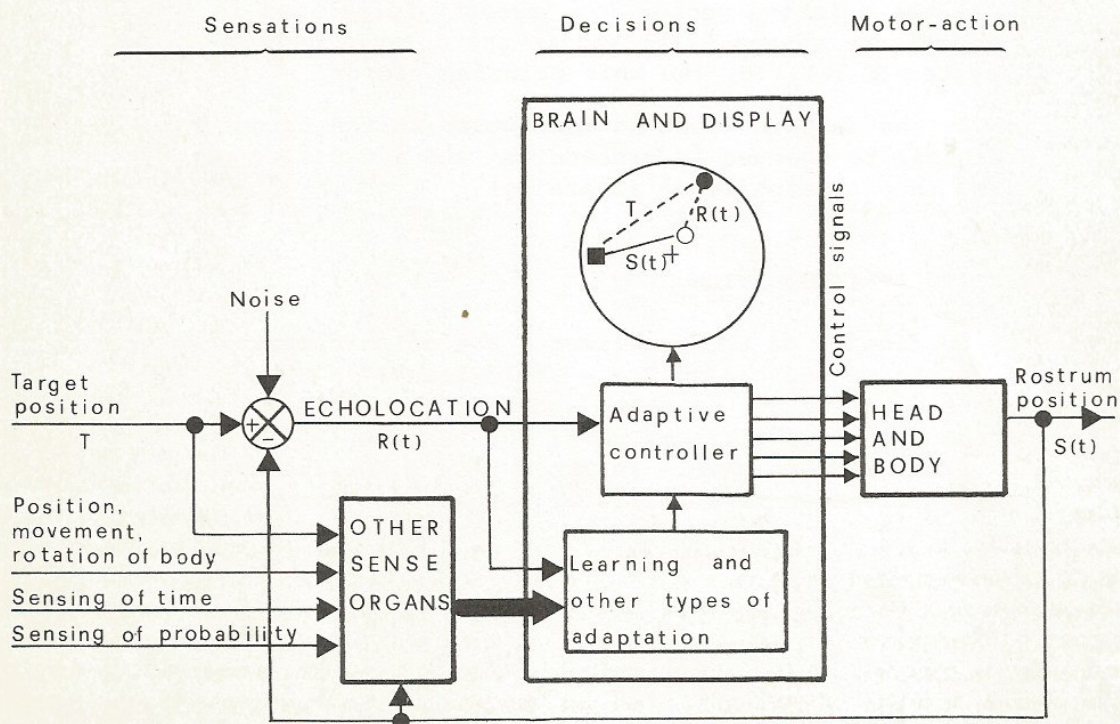 Sensations
Decisions
Motor-action
BRAIN AND DISPLAY
T
R(t)
S(t)
Control signals
Noise
Target
position
T
+
-
ECHOLOCATION
R(t)
Adaptive
controller
HEAD
AND
BODY
Rostrum
position
S(t)
Position,
movement,
rotation of body
Sensing of time
Sensing of probability
OTHER
SENSE
ORGANS
Learning and
other types of
adaptation